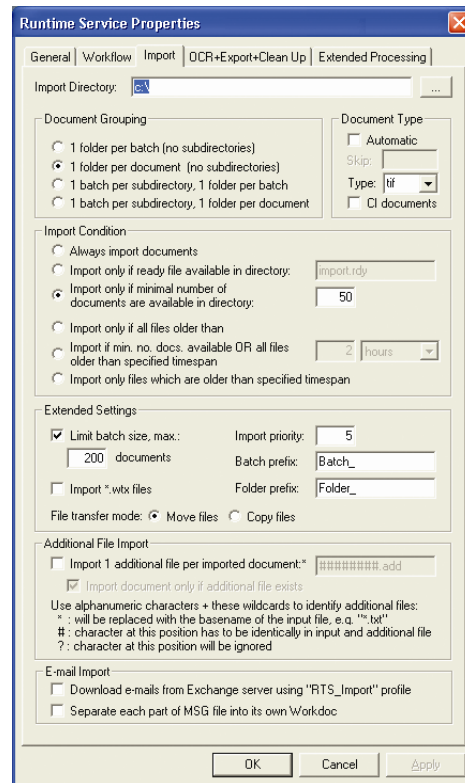 Runtime Service Properties
General Workflow Import OCR+Export+Clean Up Extended Processing
Import Directory: c:\ ...
Document Grouping
1 folder per batch (no subdirectories)
1 folder per document (no subdirectories)
1 batch per subdirectory, 1 folder per batch
1 batch per subdirectory, 1 folder per document
Document Type
Automatic
Skip:
Type: tif
CI documents
Import Condition
Always import documents
Import only if ready file available in directory: import.rdy
Import only if minimal number of
documents are available in directory: 50
Import only if all files older than
Import if min. no. docs. available OR all files
older than specified timespan 2 hours
Import only files which are older than specified timespan
Extended Settings
Limit batch size, max.:
200 documents
Import *.wtx files
Import priority: 5
Batch prefix: Batch_
Folder prefix: Folder_
File transfer mode: Move files Copy files
Additional File Import
Import 1 additional file per imported document:* ########.add
Import document only if additional file exists
Use alphanumeric characters + these wildcards to identify additional files:
* : will be replaced with the basename of the input file, e.g. "*.txt"
# : character at this position has to be identically in input and additional file
? : character at this position will be ignored
E-mail Import
Download e-mails from Exchange server using "RTS_Import" profile
Separate each part of MSG file into its own Workdoc
OK Cancel Apply